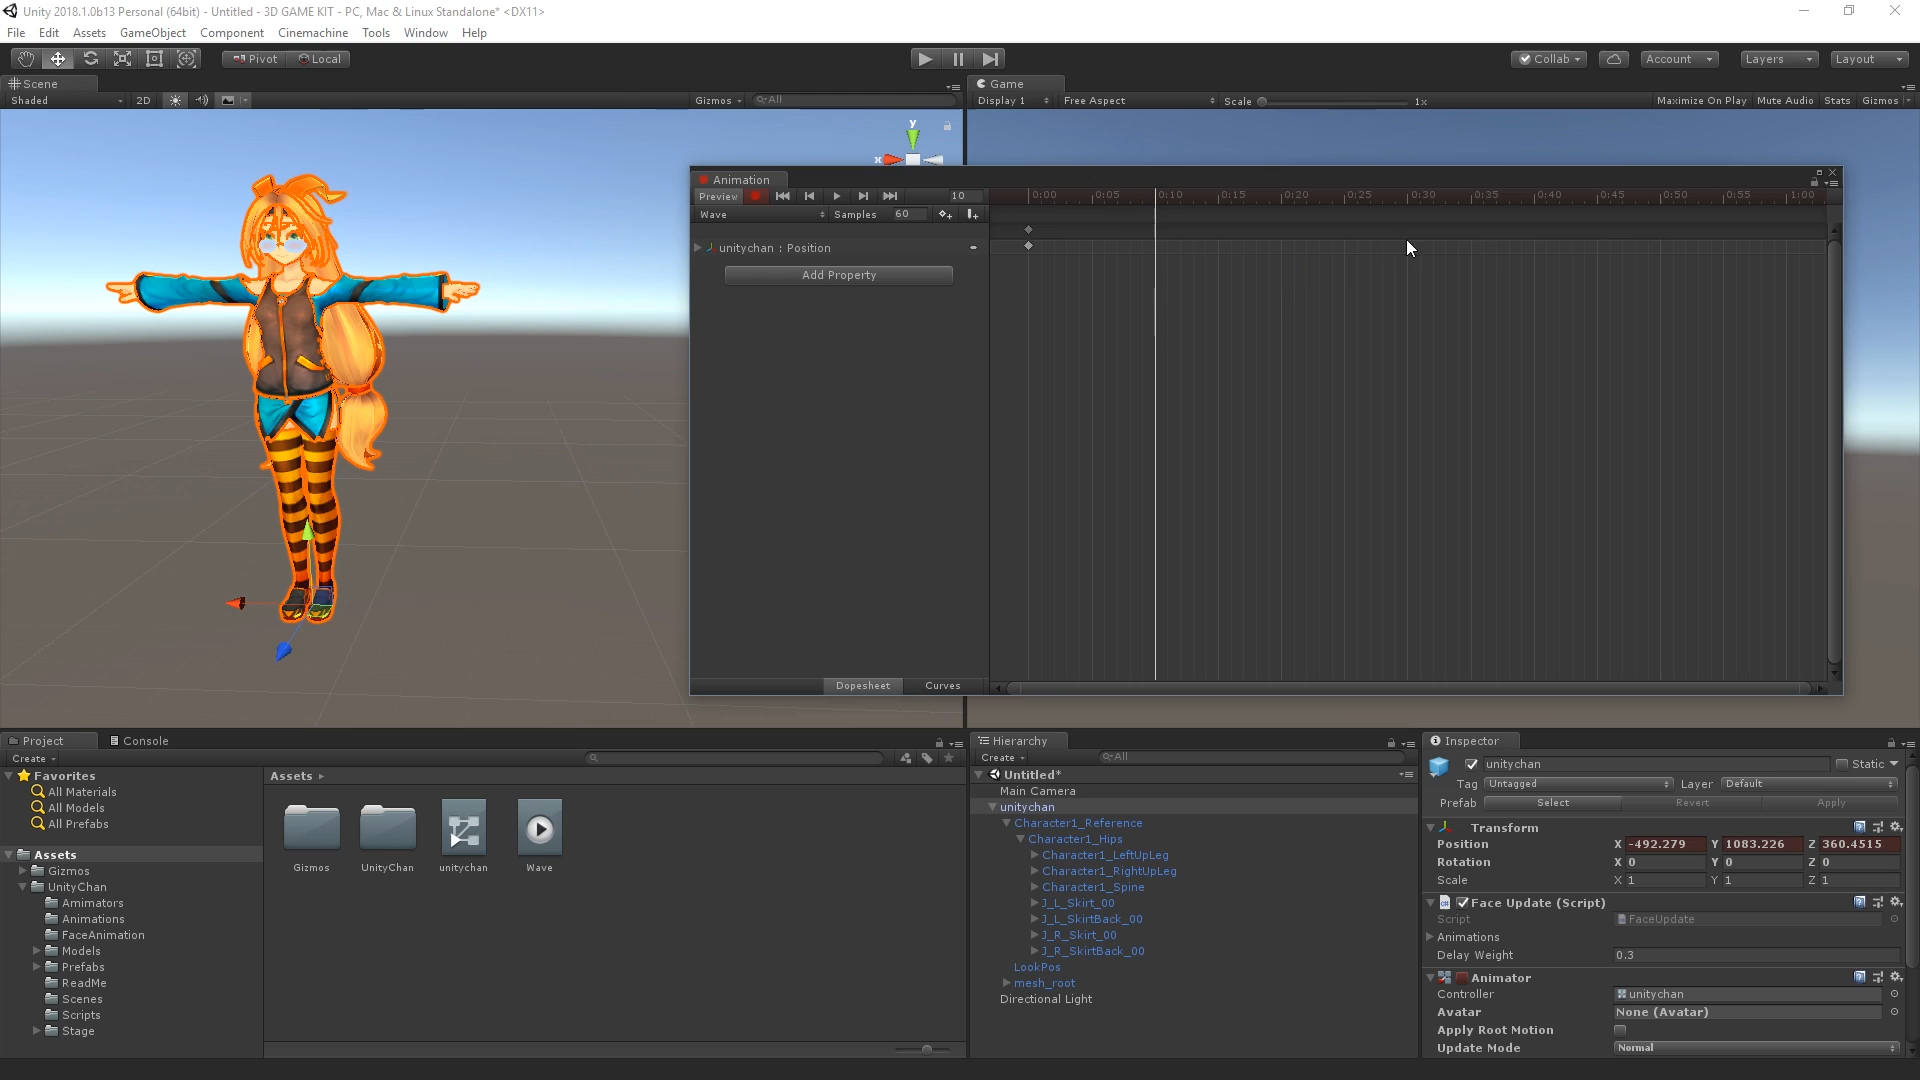 Unity 2018.1.0b13 Personal (64bit) - Untitled - 3D GAME KIT - PC, Mac & Linux Standalone* <DX11>
File Edit Assets GameObject Component Cinemachine Tools Window Help
Pivot Local Collab Account Layers Layout
Scene
Shaded 2D Gizmos All
y
x
Game
Display 1 Free Aspect Scale 1x Maximize On Play Mute Audio Stats Gizmos
Animation
Preview 10 0:00 0:05 0:10 0:15 0:20 0:25 0:30 0:35 0:40 0:45 0:50 0:55 1:00
Wave Samples 60
unitychan : Position
Add Property
Dopesheet Curves
Project Console
Create
Favorites
All Materials
All Models
All Prefabs
Assets
Gizmos
UnityChan
Amimators
Animations
FaceAnimation
Models
Prefabs
ReadMe
Scenes
Scripts
Stage
Assets
Gizmos UnityChan unitychan Wave
Hierarchy
Create All
Untitled*
Main Camera
unitychan
Character1_Reference
Character1_Hips
Character1_LeftUpLeg
Character1_RightUpLeg
Character1_Spine
J_L_Skirt_00
J_L_SkirtBack_00
J_R_Skirt_00
J_R_SkirtBack_00
LookPos
mesh_root
Directional Light
Inspector
unitychan Static
Tag Untagged Layer Default
Prefab Select Revert Apply
Transform
Position X -492.279 Y 1083.226 Z 360.4515
Rotation X 0 Y 0 Z 0
Scale X 1 Y 1 Z 1
Face Update (Script)
Script FaceUpdate
Animations
Delay Weight 0.3
Animator
Controller unitychan
Avatar None (Avatar)
Apply Root Motion
Update Mode Normal